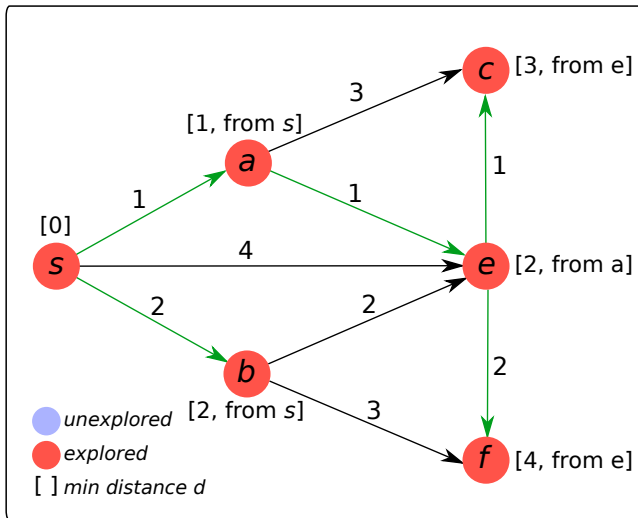 c
[3, from e]
3
[1, from s]
a
1
1
1
[0]
s
4
e
[2, from a]
2
2
2
b
[2, from s]
3
unexplored
explored
[ ] min distance d
f
[4, from e]